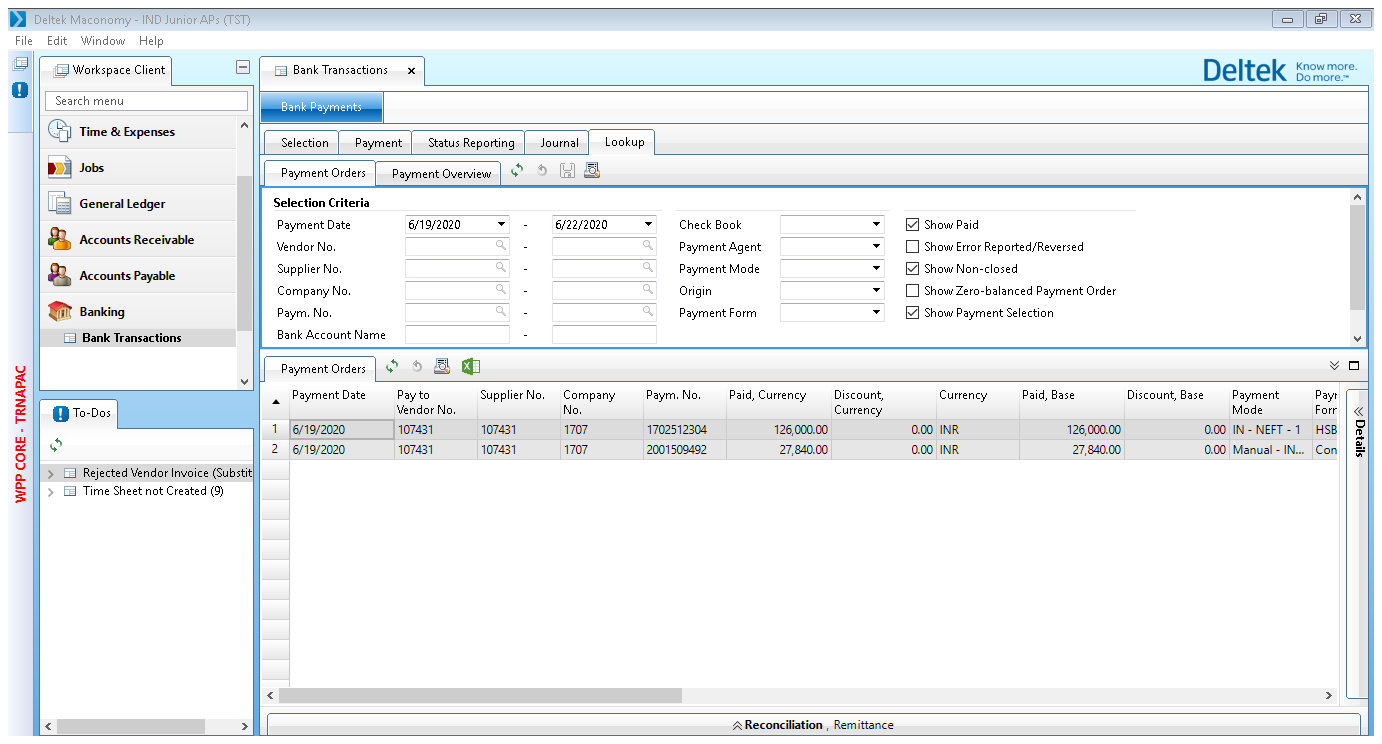 Deltek Maconomy - IND Junior APs (TST)
File Edit Window Help
Workspace Client
Bank Transactions x
Deltek Know more.
Do more.™
Search menu
Bank Payments
Time & Expenses
Jobs
General Ledger
Accounts Receivable
Accounts Payable
Banking
Bank Transactions
Selection Payment Status Reporting Journal Lookup
Payment Orders Payment Overview
Selection Criteria
Payment Date 6/19/2020 - 6/22/2020 Check Book Show Paid
Vendor No. - Payment Agent Show Error Reported/Reversed
Supplier No. - Payment Mode Show Non-closed
Company No. - Origin Show Zero-balanced Payment Order
Paym. No. - Payment Form Show Payment Selection
Bank Account Name -
WPP CORE - TRNAPAC
To-Dos
Rejected Vendor Invoice (Substit
Time Sheet not Created (9)
Payment Orders
Payment Date Pay to Supplier No. Company Paym. No. Paid, Currency Discount, Currency Paid, Base Discount, Base Payment Payr
Vendor No. No. Currency Mode Forr
1 6/19/2020 107431 107431 1707 1702512304 126,000.00 0.00 INR 126,000.00 0.00 IN - NEFT - 1 HSB
2 6/19/2020 107431 107431 1707 2001509492 27,840.00 0.00 INR 27,840.00 0.00 Manual - IN... Con
Details
Reconciliation , Remittance